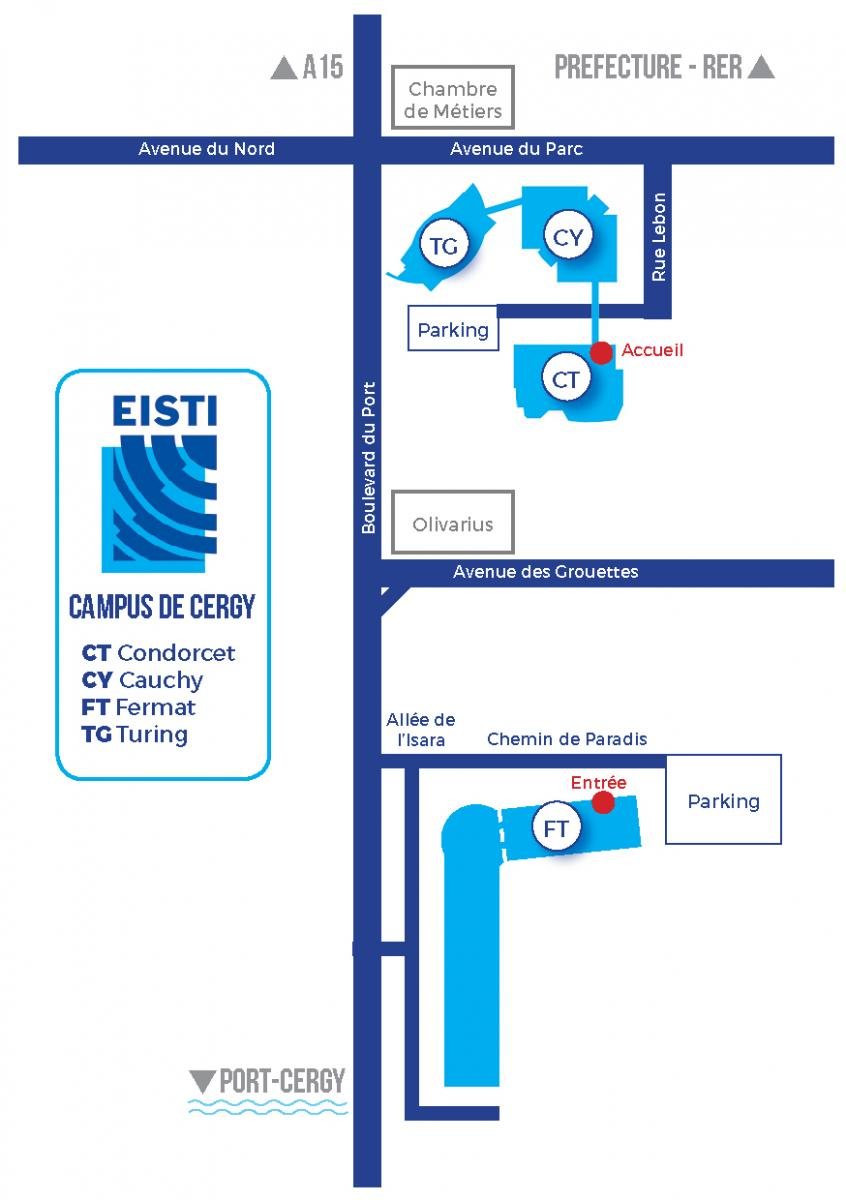 A15
PREFECTURE - RER
Chambre
de Métiers
Avenue du Nord
Avenue du Parc
Rue Lebon
TG
CY
Parking
Accueil
CT
Boulevard du Port
EISTI
CAMPUS DE CERGY
CT Condorcet
CY Cauchy
FT Fermat
TG Turing
Olivarius
Avenue des Grouettes
Allée de
l'Isara
Chemin de Paradis
Entrée
FT
Parking
PORT-CERGY